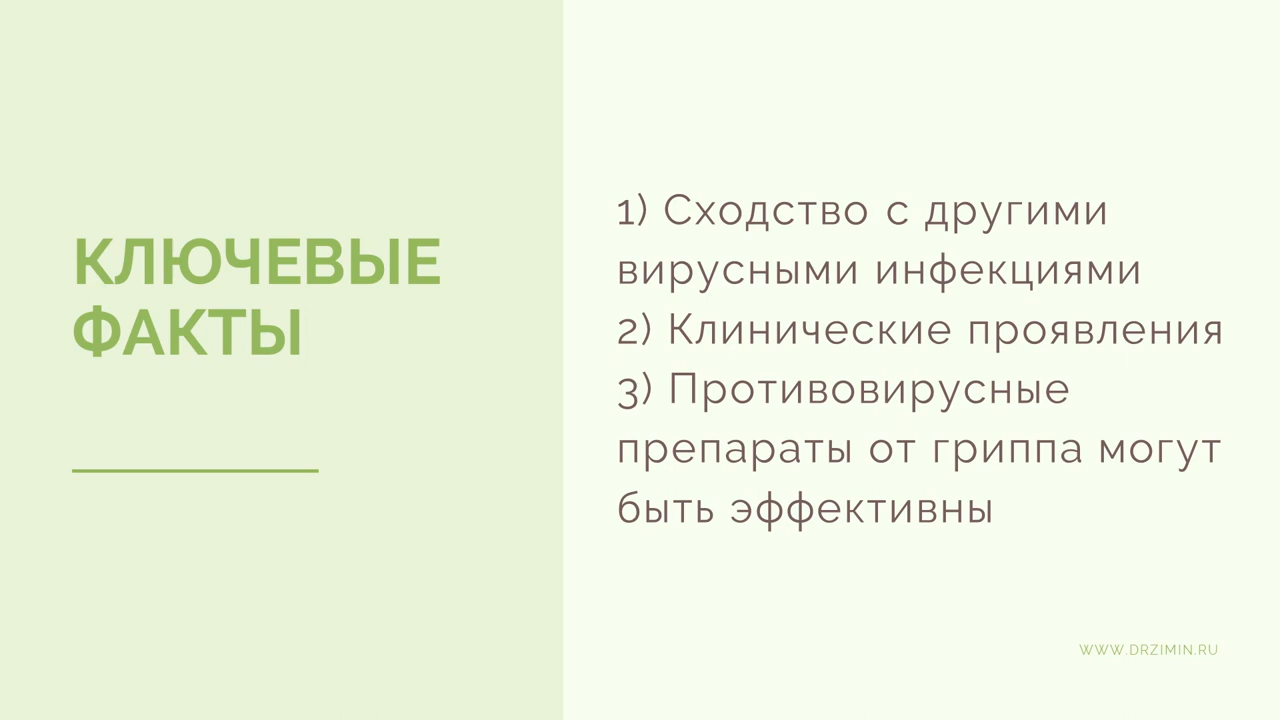 КЛЮЧЕВЫЕ
ФАКТЫ
1) Сходство с другими
вирусными инфекциями
2) Клинические проявления
3) Противовирусные
препараты от гриппа могут
быть эффективны
WWW.DRZIMIN.RU